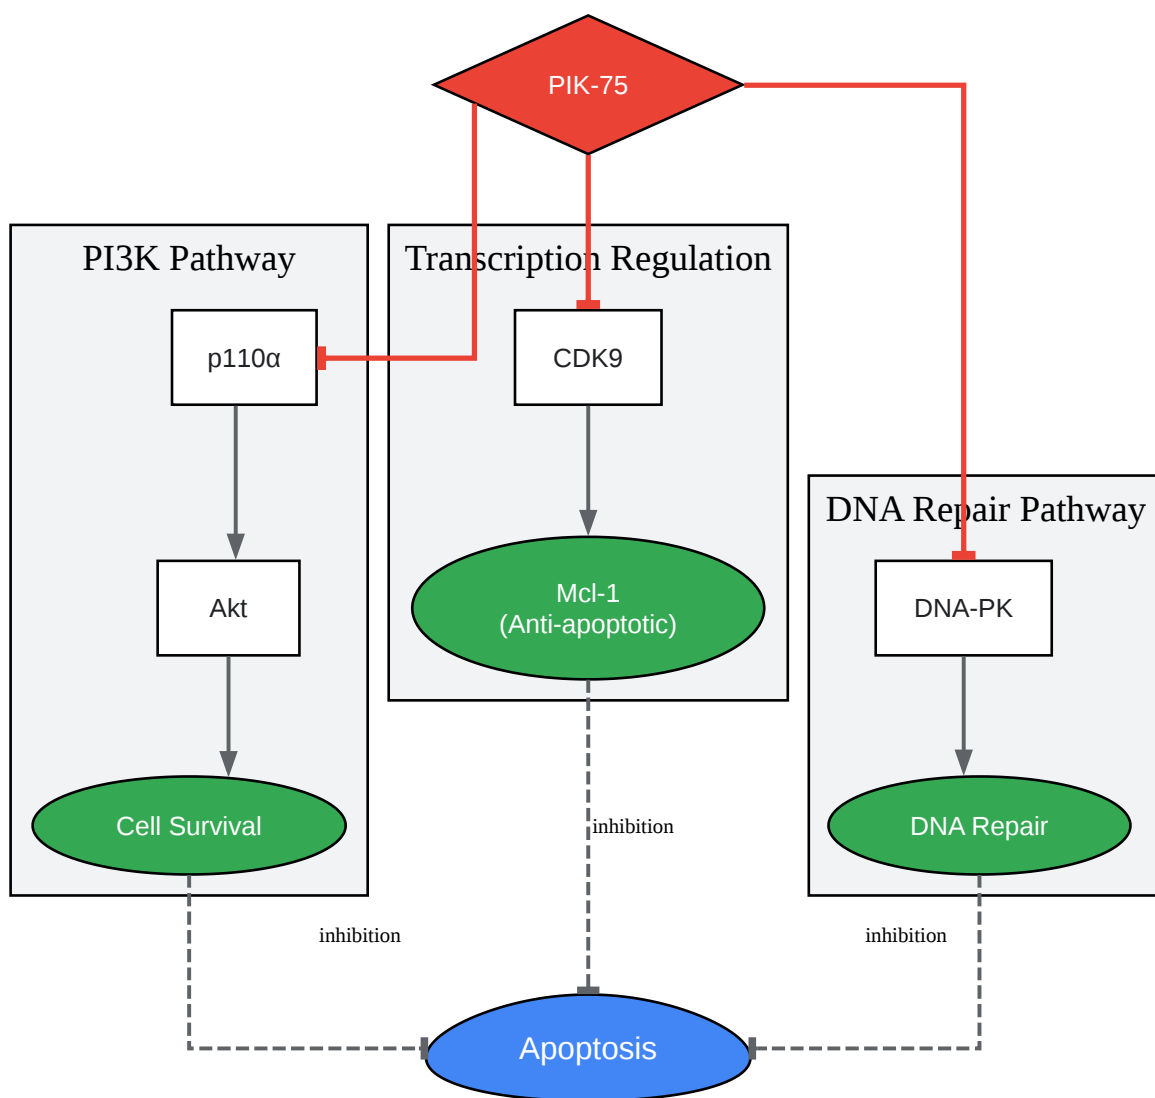 PIK-75
PI3K Pathway
Transcription Regulation
p110α
CDK9
DNA Repair Pathway
Akt
Mcl-1
(Anti-apoptotic)
DNA-PK
Cell Survival
inhibition
DNA Repair
inhibition
inhibition
Apoptosis